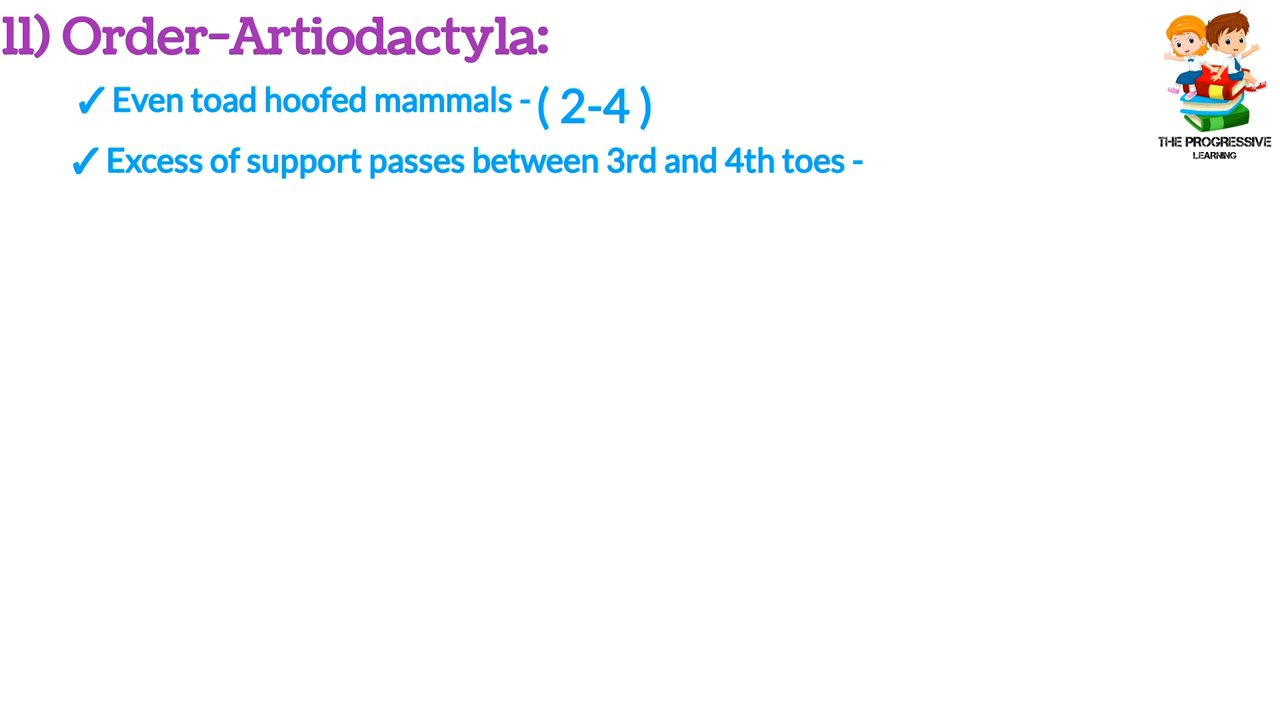 11) Order-Artiodactyla:
✓ Even toad hoofed mammals - ( 2-4 )
✓ Excess of support passes between 3rd and 4th toes -
THE PROGRESSIVE
LEARNING